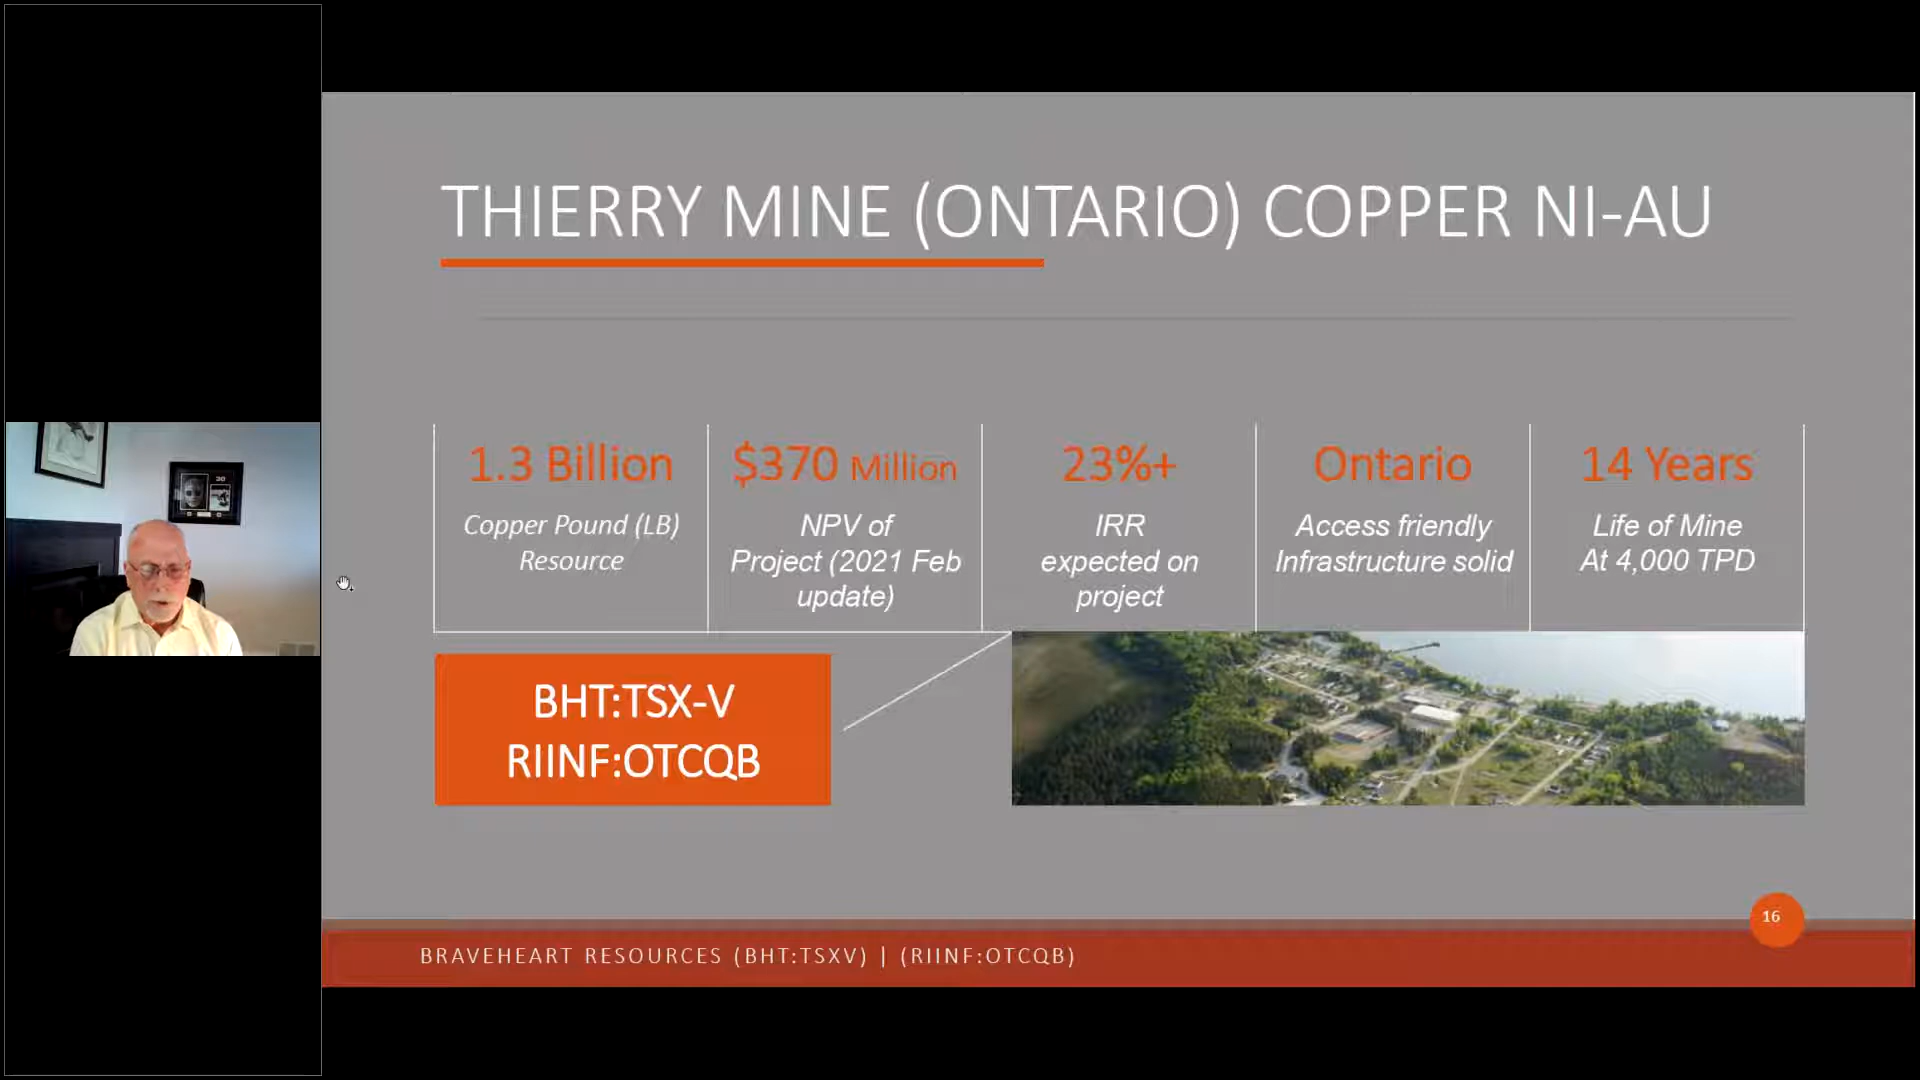 THIERRY MINE (ONTARIO) COPPER NI-AU
1.3 Billion
Copper Pound (LB)
Resource
$370 Million
NPV of
Project (2021 Feb
update)
23%+
IRR
expected on
project
Ontario
Access friendly
Infrastructure solid
14 Years
Life of Mine
At 4,000 TPD
BHT:TSX-V
RIINF:OTCQB
16
BRAVEHEART RESOURCES (BHT:TSXV) | (RIINF:OTCQB)
30